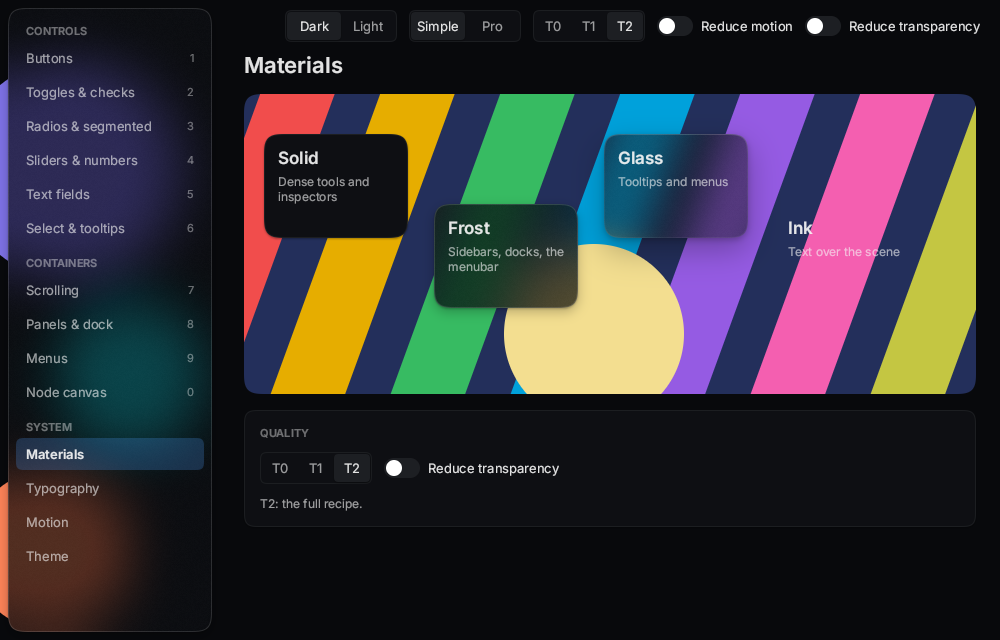 Dark Light Simple Pro T0 T1 T2 Reduce motion Reduce transparency
CONTROLS
Buttons 1
Toggles & checks 2
Radios & segmented 3
Sliders & numbers 4
Text fields 5
Select & tooltips 6
CONTAINERS
Scrolling 7
Panels & dock 8
Menus 9
Node canvas 0
SYSTEM
Materials
Typography
Motion
Theme
Materials
Solid
Dense tools and
inspectors
Frost
Sidebars, docks, the
menubar
Glass
Tooltips and menus
Ink
Text over the scene
QUALITY
T0 T1 T2 Reduce transparency
T2: the full recipe.